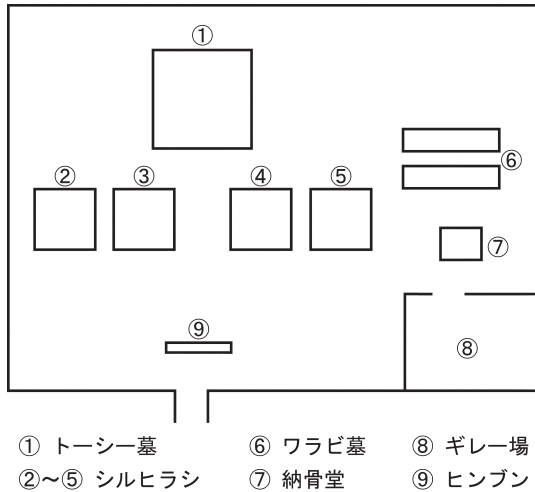 ①
② ③ ④ ⑤ ⑥
⑦
⑨ ⑧
① トーシー墓 ⑥ ワラビ墓 ⑧ ギレー場
②～⑤ シルヒラシ ⑦ 納骨堂 ⑨ ヒンプン